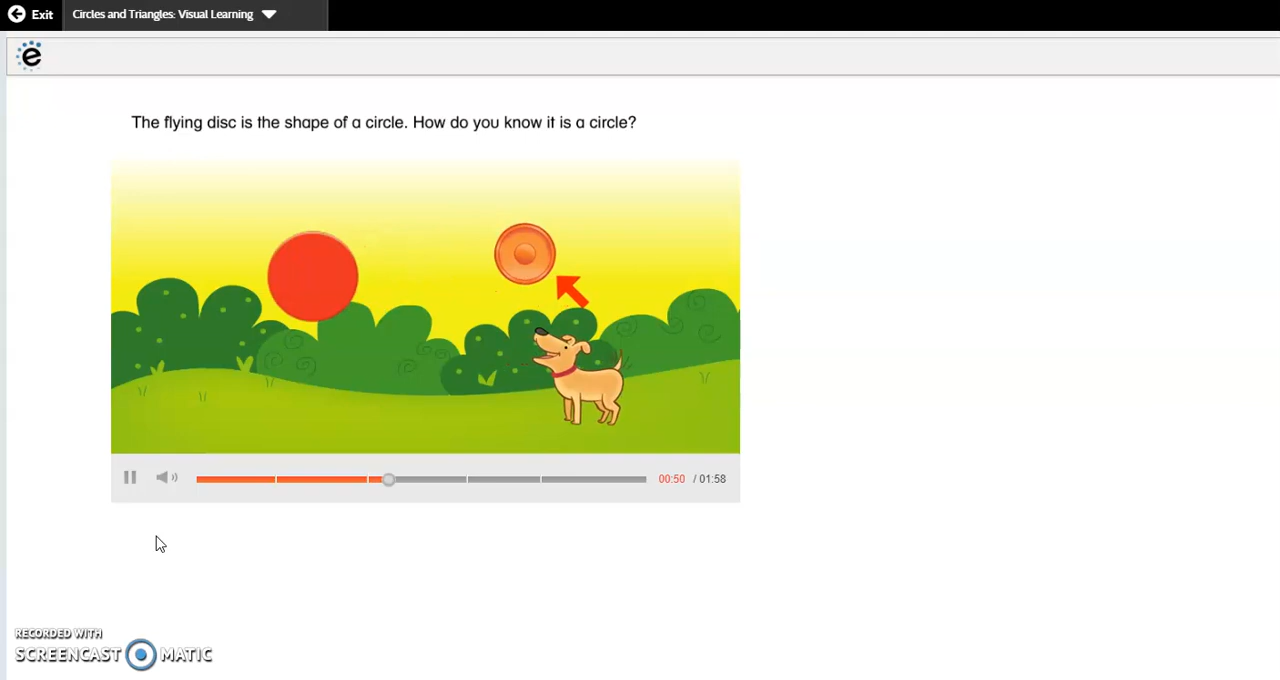 Exit
Circles and Triangles: Visual Learning
e
The flying disc is the shape of a circle. How do you know it is a circle?
00:50 / 01:58
RECORDED WITH
SCREENCAST MATIC